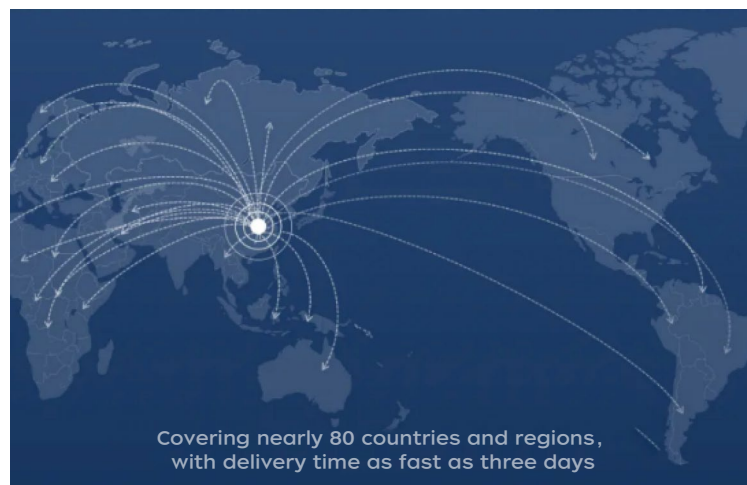 Covering nearly 80 countries and regions,
with delivery time as fast as three days